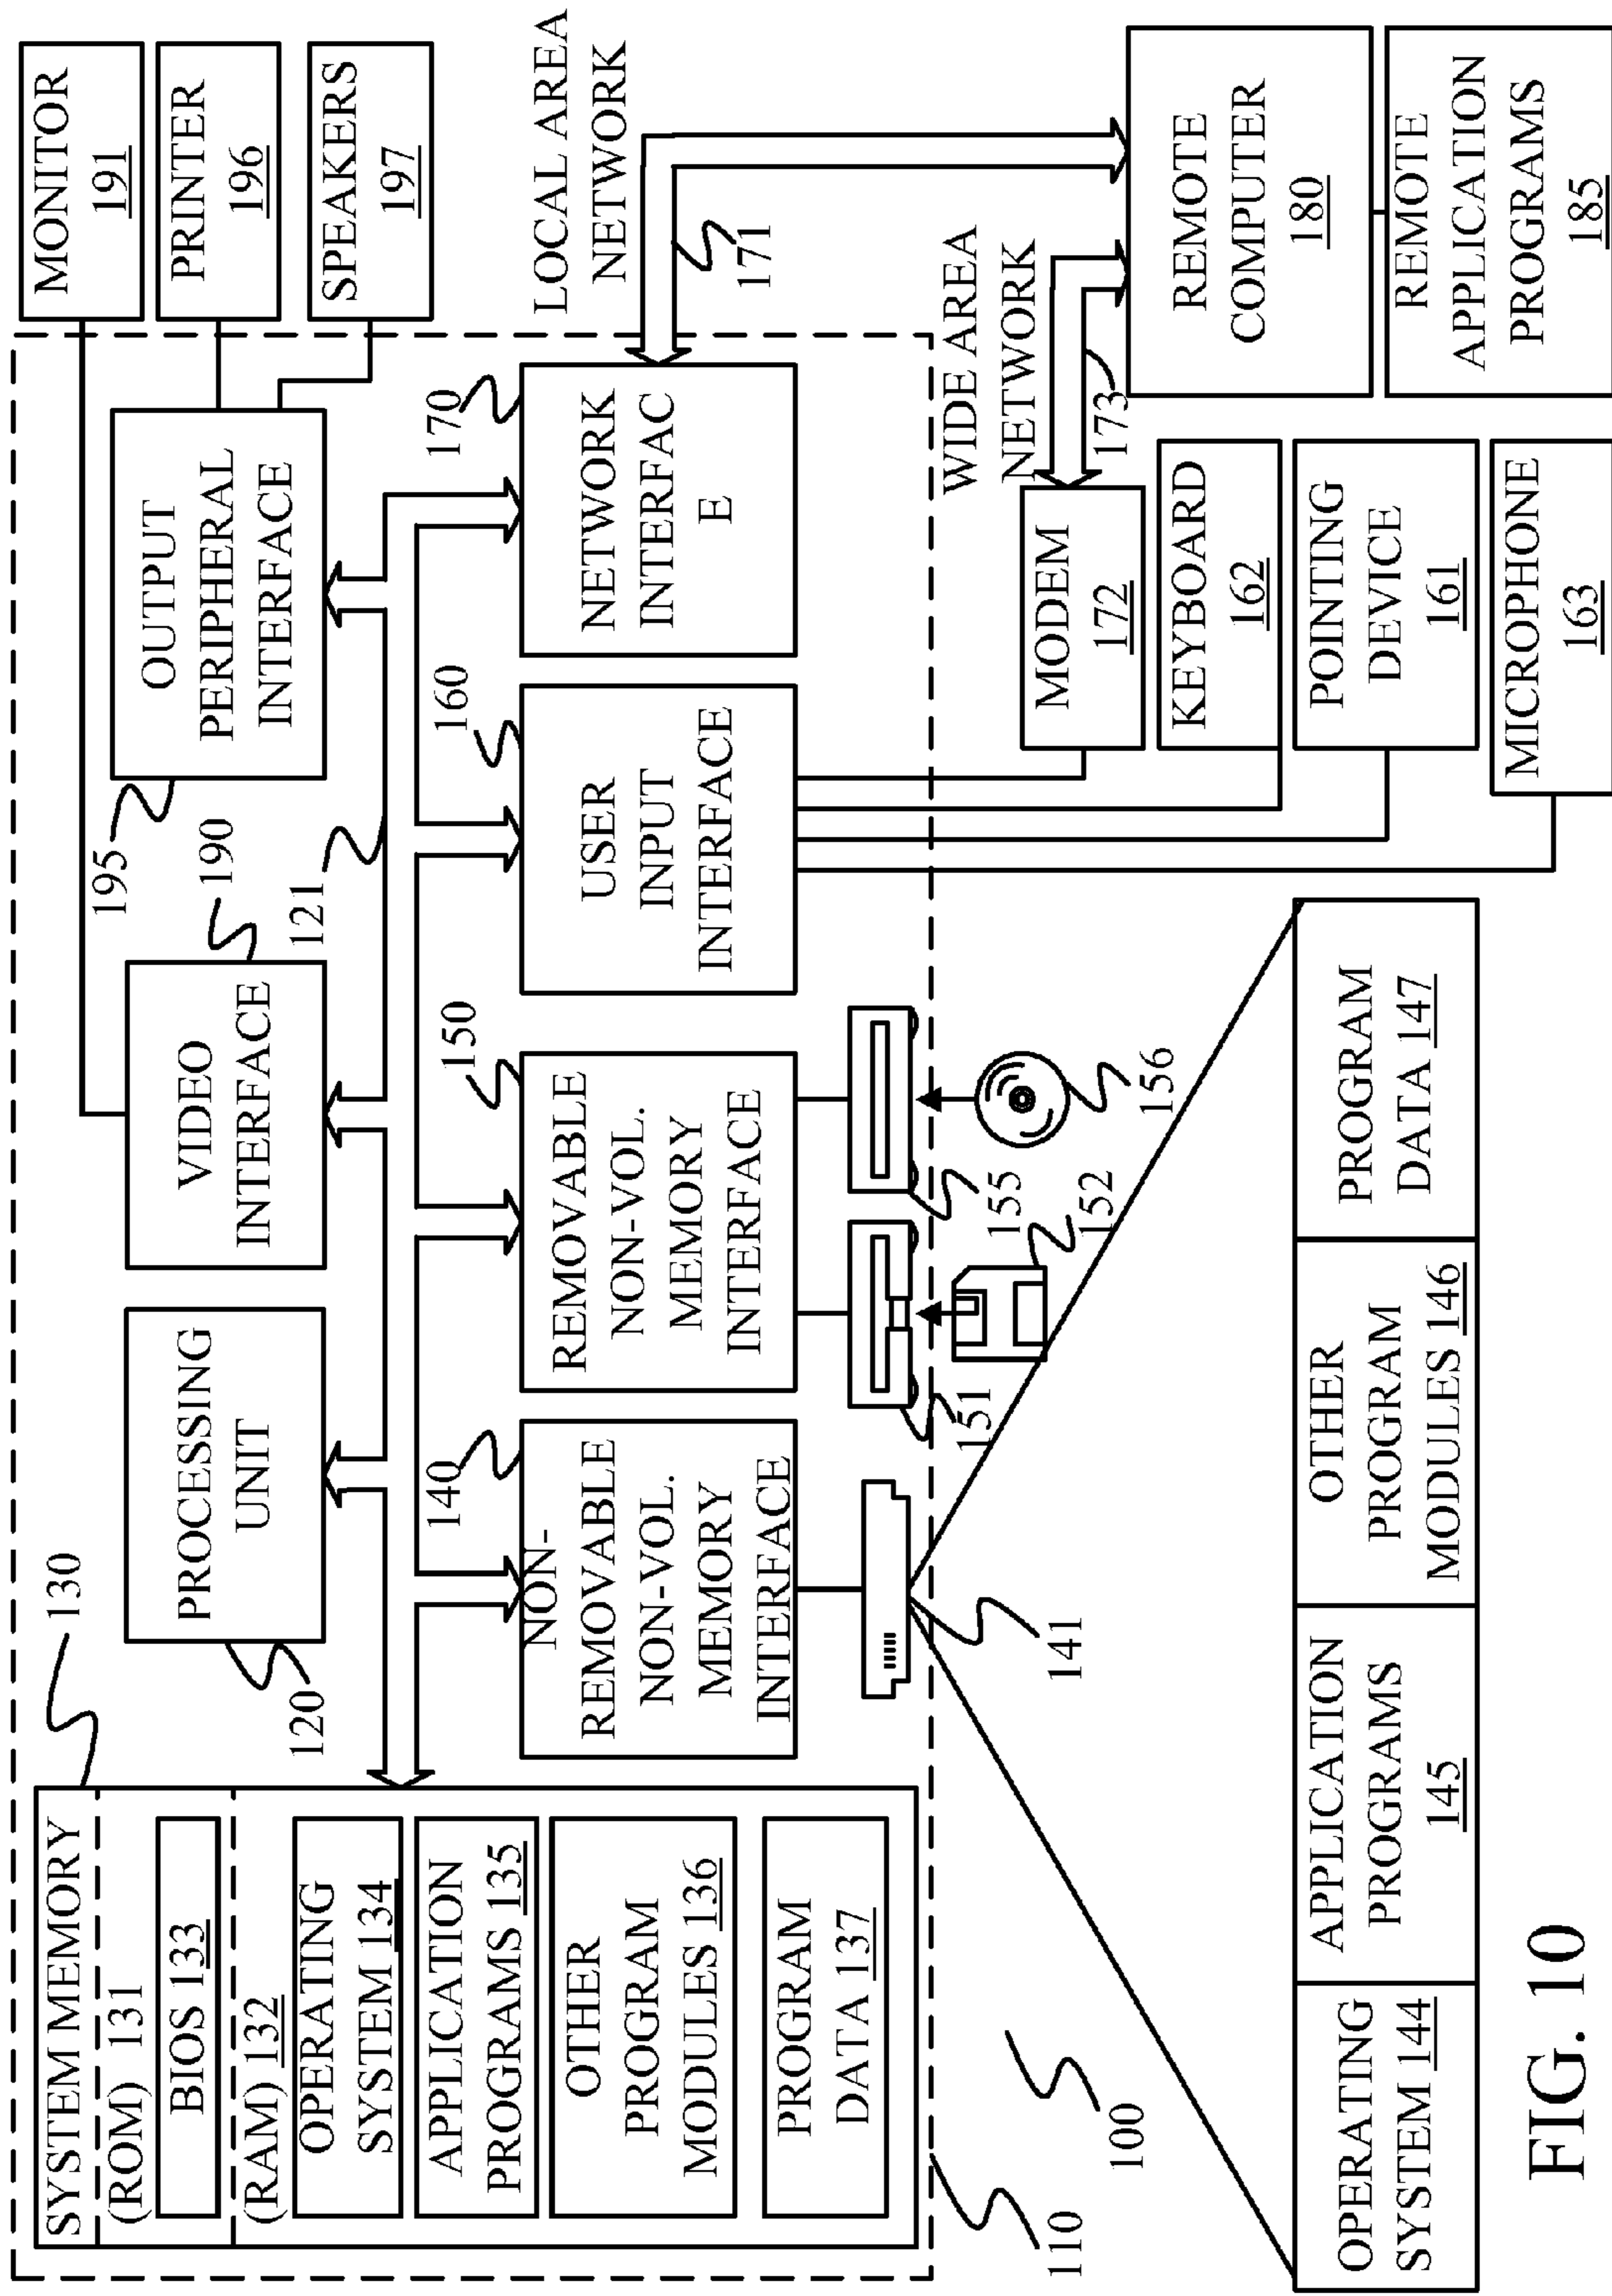 SYSTEM MEMORY
(ROM) 131
BIOS 133
(RAM) 132
OPERATING
SYSTEM 134
APPLICATION
PROGRAMS 135
OTHER
PROGRAM
MODULES 136
PROGRAM
DATA 137
130
PROCESSING
UNIT
120
VIDEO
INTERFACE
190
121
OUTPUT
PERIPHERAL
INTERFACE
195
MONITOR
191
PRINTER
196
SPEAKERS
197
NON-
REMOVABLE
NON-VOL.
MEMORY
INTERFACE
140
REMOVABLE
NON-VOL.
MEMORY
INTERFACE
150
USER
INPUT
INTERFACE
160
NETWORK
INTERFAC
E
170
LOCAL AREA
NETWORK
171
WIDE AREA
NETWORK
173
141
151
152
155
156
MODEM
172
KEYBOARD
162
POINTING
DEVICE
161
MICROPHONE
163
REMOTE
COMPUTER
180
REMOTE
APPLICATION
PROGRAMS
185
110
100
OPERATING
SYSTEM 144
APPLICATION
PROGRAMS
145
OTHER
PROGRAM
MODULES 146
PROGRAM
DATA 147
FIG. 10